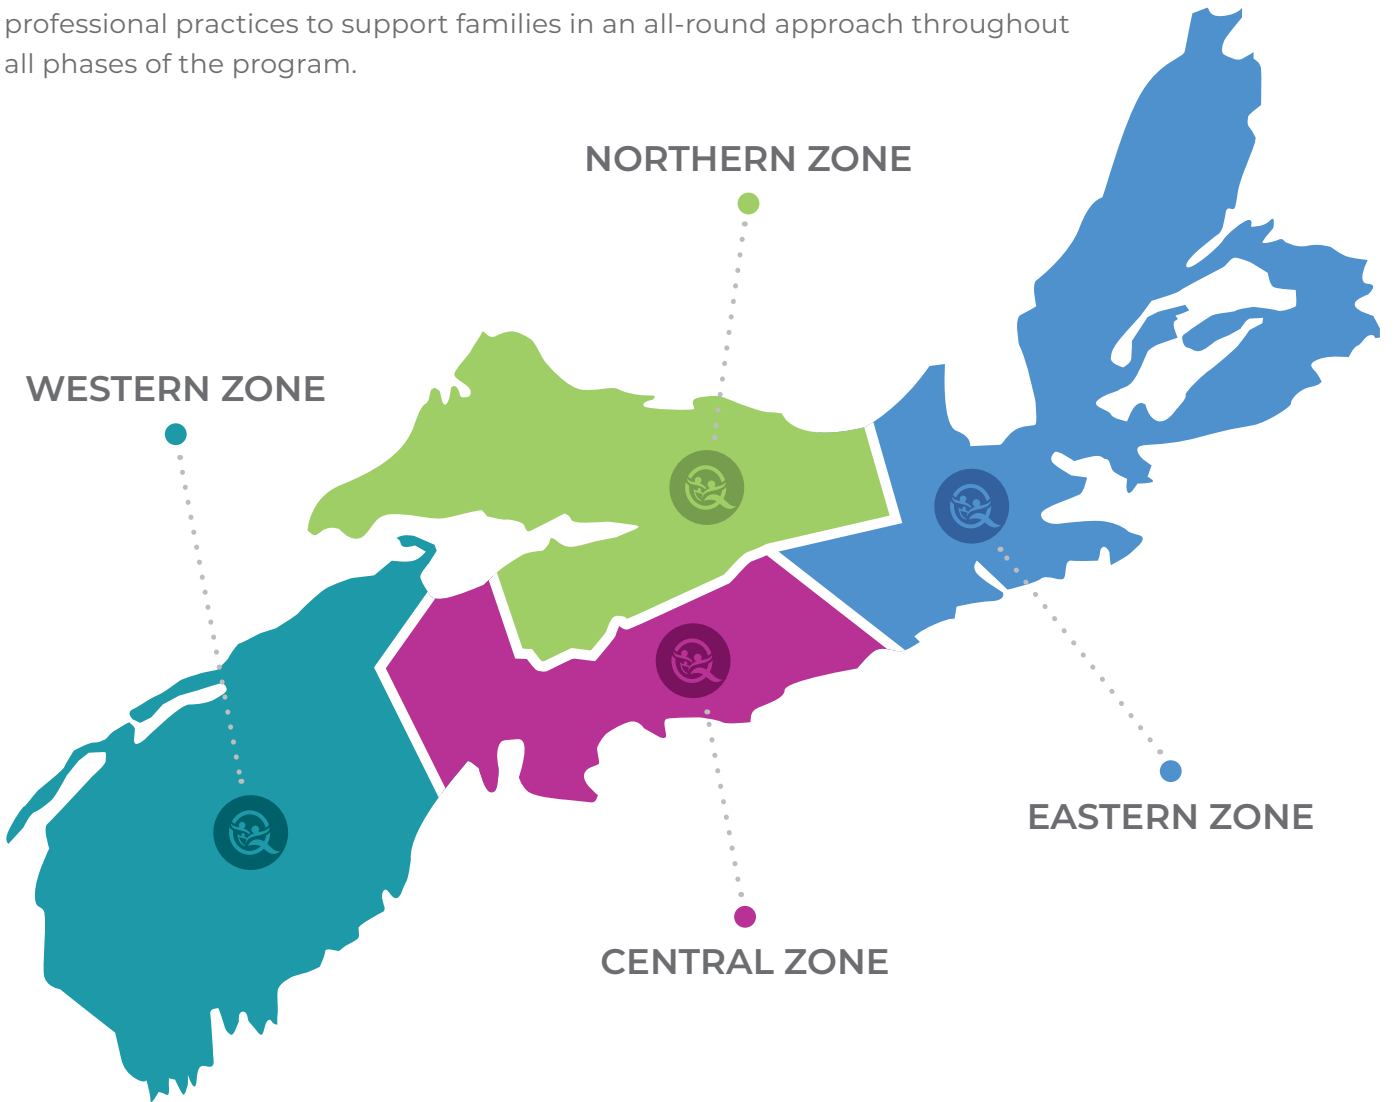 professional practices to support families in an all-round approach throughout
all phases of the program.
NORTHERN ZONE
WESTERN ZONE
EASTERN ZONE
CENTRAL ZONE